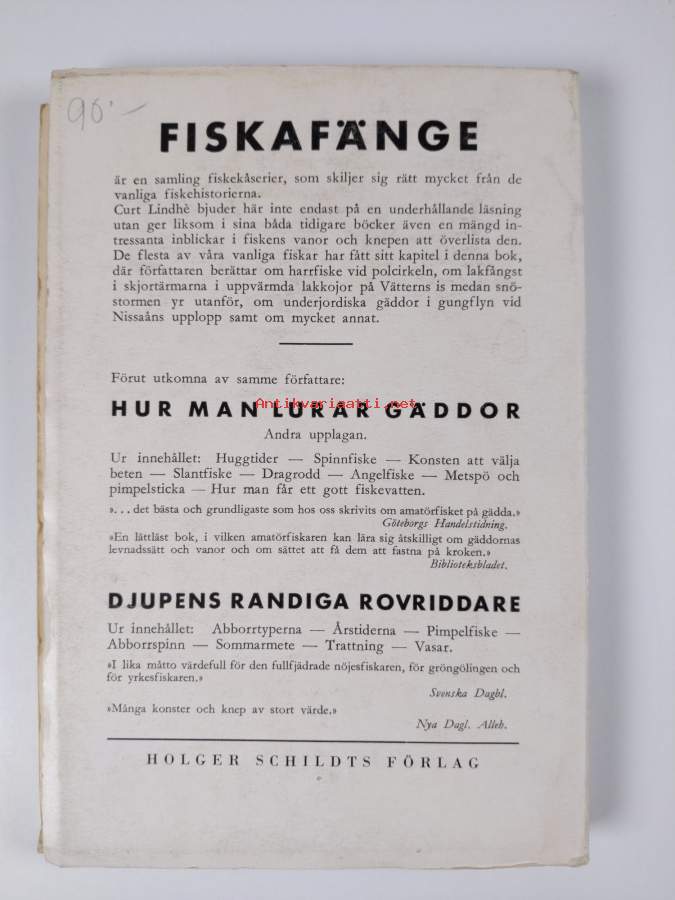 90:-
FISKAFÄNGE
är en samling fiskekåserier, som skiljer sig rätt mycket från de
vanliga fiskehistorierna.
Curt Lindhè bjuder här inte endast på en underhållande läsning
utan ger liksom i sina båda tidigare böcker även en mängd in-
tressanta inblickar i fiskens vanor och knepen att överlista den.
De flesta av våra vanliga fiskar har fått sitt kapitel i denna bok,
där författaren berättar om harrfiske vid polcirkeln, om lakfångst
i skjortärmarna i uppvärmda lakkojor på Vätterns is medan snö-
stormen yr utanför, om underjordiska gäddor i gungflyn vid
Nissaåns upplopp samt om mycket annat.
Förut utkomna av samme författare:
Antikvariaatti.net
HUR MAN LURAR GÄDDOR
Andra upplagan.
Ur innehållet: Huggtider — Spinnfiske — Konsten att välja
beten — Slantfiske — Dragrodd — Angelfiske — Metspö och
pimpelsticka — Hur man får ett gott fiskevatten.
». . . det bästa och grundligaste som hos oss skrivits om amatörfisket på gädda.»
Göteborgs Handelstidning.
»En lättläst bok, i vilken amatörfiskaren kan lära sig åtskilligt om gäddornas
levnadssätt och vanor och om sättet att få dem att fastna på kroken.»
Biblioteksbladet.
DJUPENS RANDIGA ROVRIDDARE
Ur innehållet: Abborrtyperna — Årstiderna — Pimpelfiske —
Abborrspinn — Sommarmete — Trattning — Vasar.
»I lika måtto värdefull för den fullfjädrade nöjesfiskaren, för gröngölingen och
för yrkesfiskaren.»
Svenska Dagbl.
»Många konster och knep av stort värde.»
Nya Dagl. Alleh.
HOLGER SCHILDTS FÖRLAG